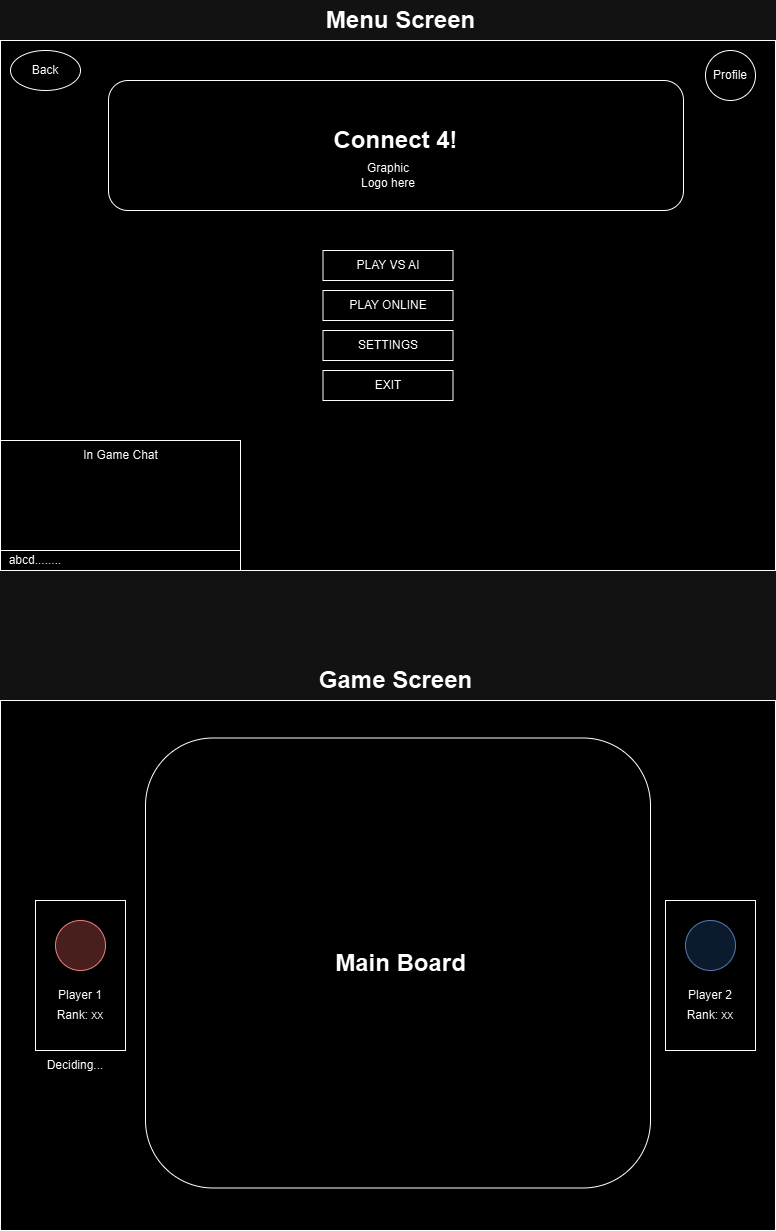 Menu Screen
Back
Profile
Connect 4!
Graphic
Logo here
PLAY VS AI
PLAY ONLINE
SETTINGS
EXIT
In Game Chat
abcd........
Game Screen
Main Board
Player 1
Rank: xx
Deciding...
Player 2
Rank: xx